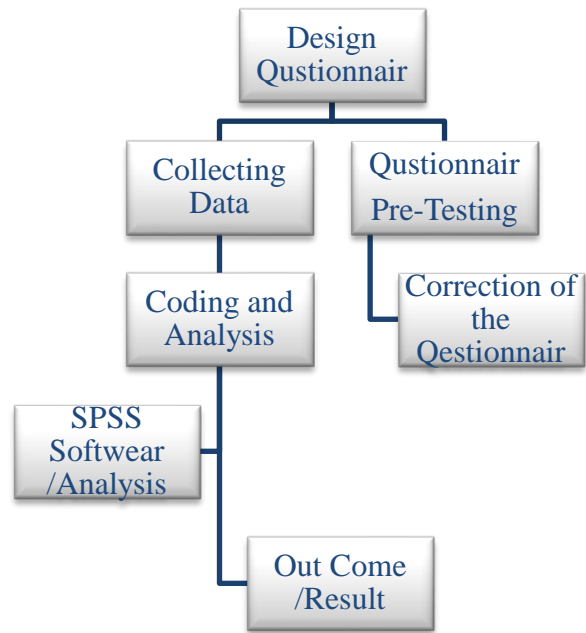 Design
Qustionnair
Collecting
Data
Qustionnair
Pre-Testing
Coding and
Analysis
Correction of
the
Qestionnair
SPSS
Softwear
/Analysis
Out Come
/Result